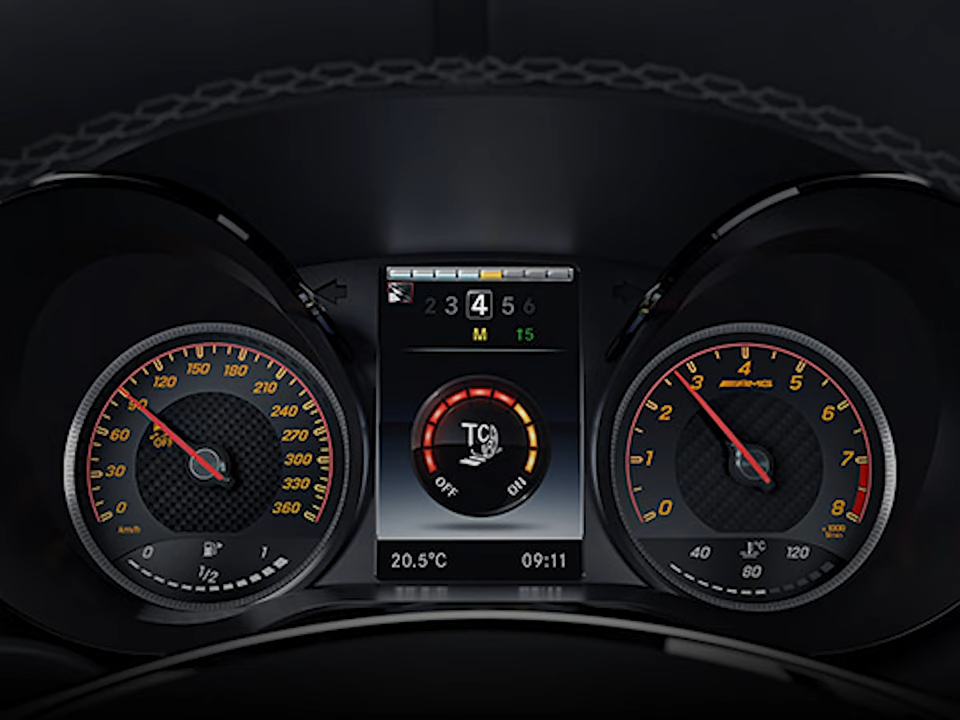 2 3 4 5 6
M ↑5
0 30 60 90 120 150 180 210 240 270 300 330 360
km/h
OFF
0 1/2 1
TC
OFF ON
20.5°C 09:11
0 1 2 3 4 5 6 7 8
AMG
x1000
1/min
40 80 120
°C